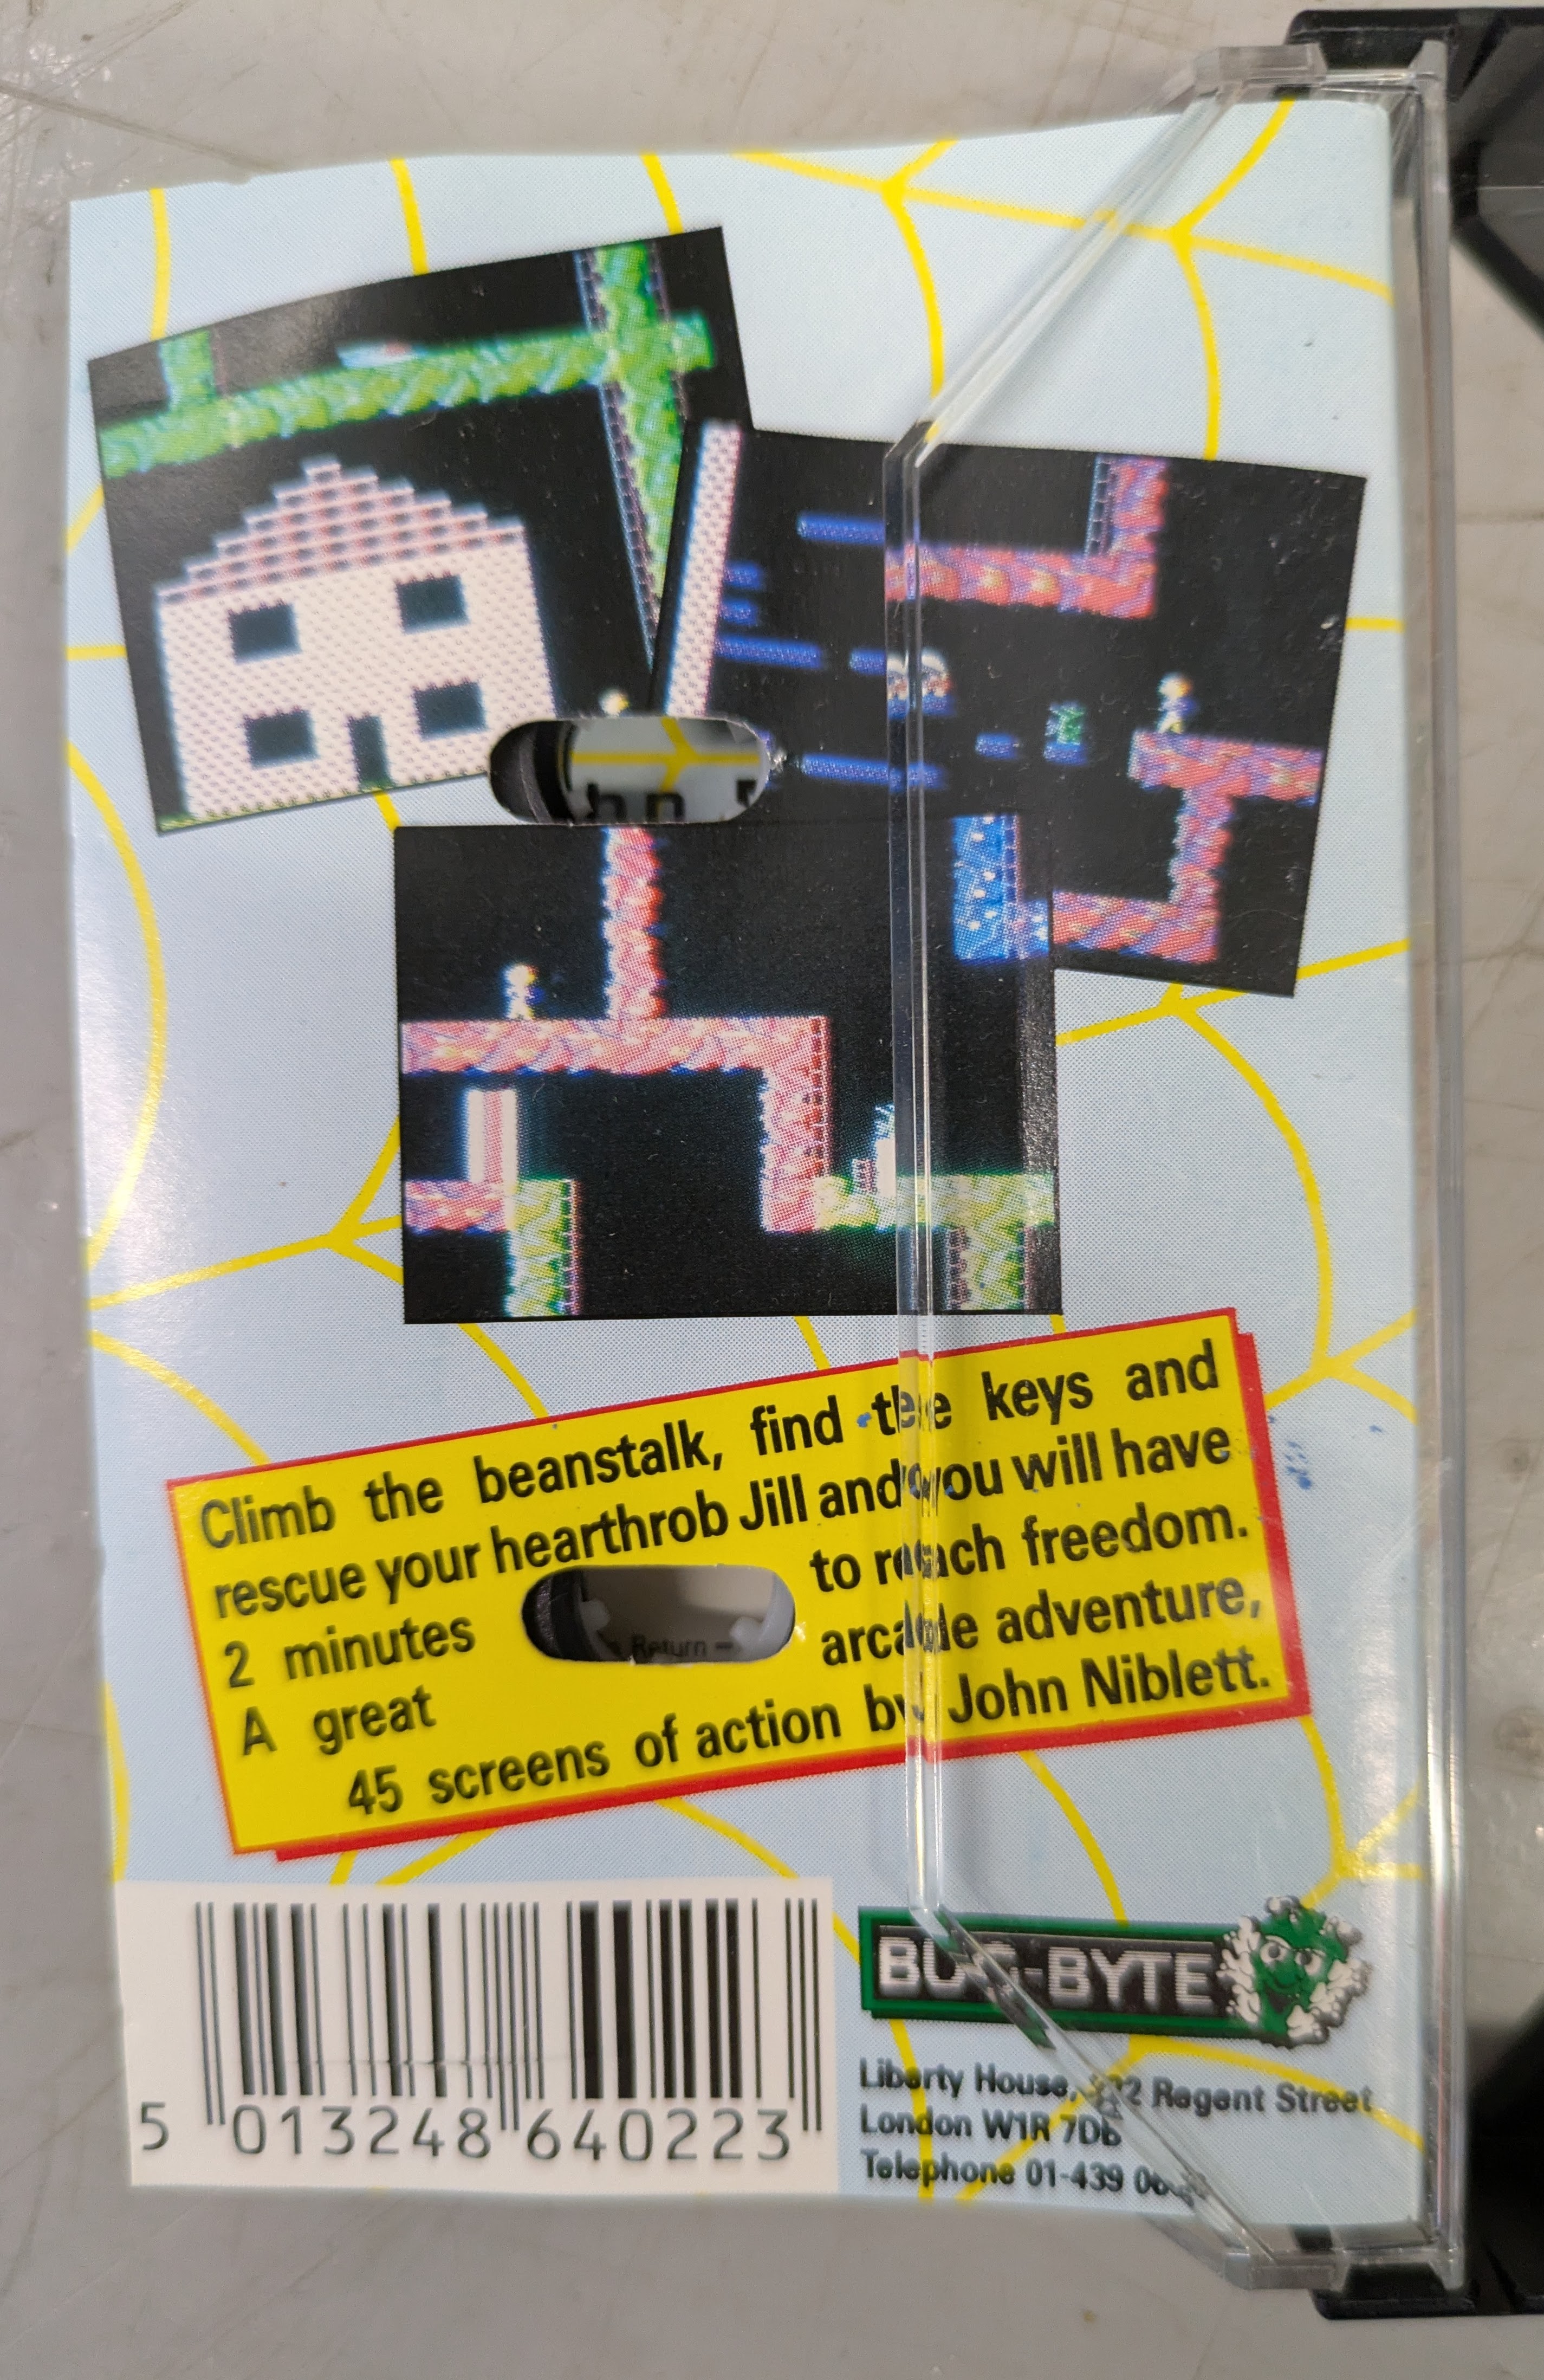 Climb the beanstalk, find the keys and
rescue your hearthrob Jill and you will have
2 minutes to reach freedom.
A great arcade adventure,
45 screens of action by John Niblett.
Return
5 013248 640223
BUG-BYTE
Liberty House, Regent Street
London W1R
Telephone 01-439